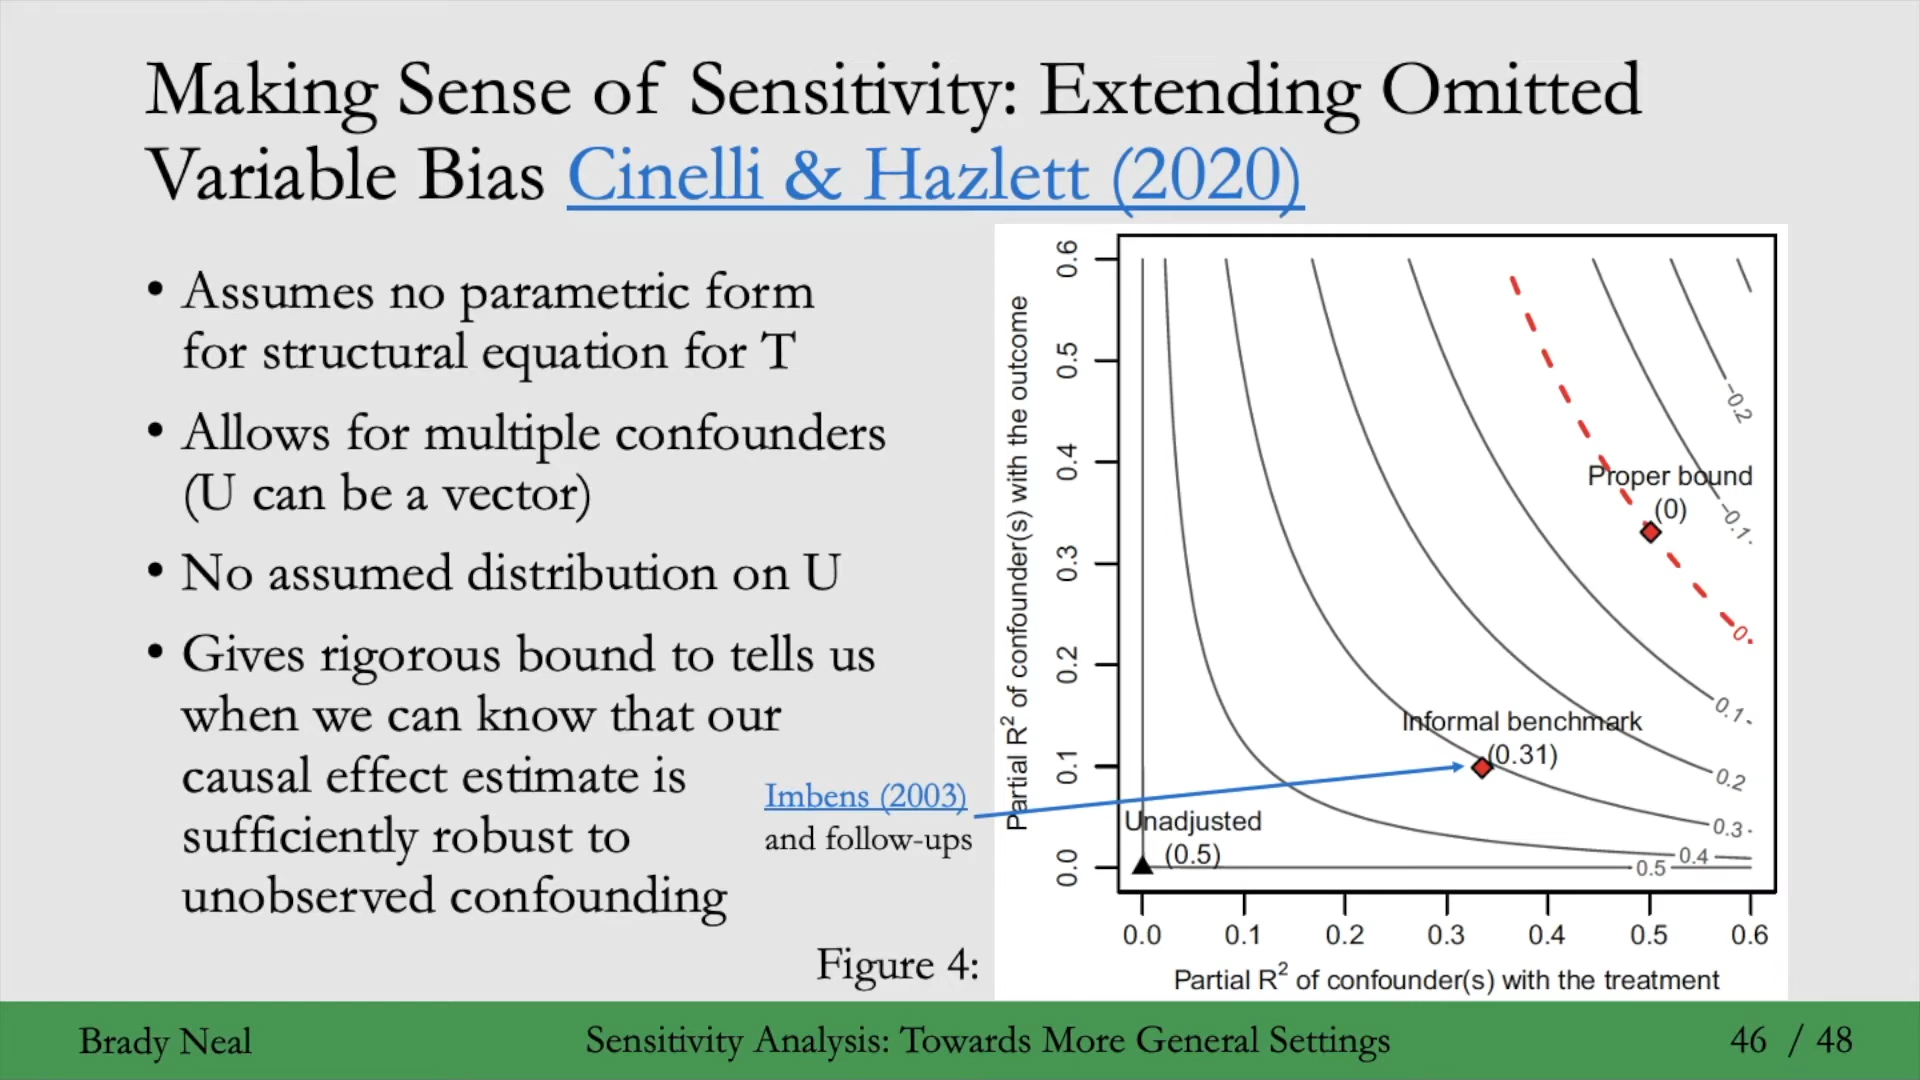 Making Sense of Sensitivity: Extending Omitted
Variable Bias Cinelli & Hazlett (2020)
• Assumes no parametric form
for structural equation for T
• Allows for multiple confounders
(U can be a vector)
• No assumed distribution on U
• Gives rigorous bound to tells us
when we can know that our
causal effect estimate is
sufficiently robust to
unobserved confounding
Imbens (2003)
and follow-ups
Figure 4:
Partial R² of confounder(s) with the outcome
0.6
0.5
0.4
0.3
0.2
0.1
0.0
-0.2
Proper bound
(0)
-0.1
0
0.1
Informal benchmark
(0.31)
0.2
0.3
Unadjusted
(0.5)
0.4
0.5
0.0 0.1 0.2 0.3 0.4 0.5 0.6
Partial R² of confounder(s) with the treatment
Brady Neal
Sensitivity Analysis: Towards More General Settings
46 / 48